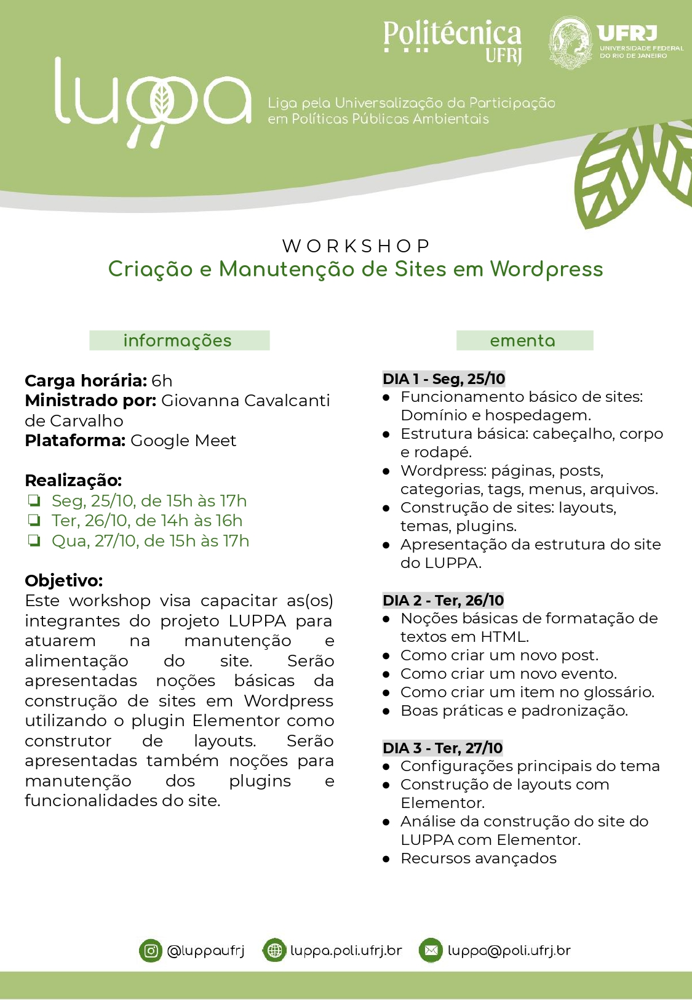 Politécnica
UFRJ
UFRJ
UNIVERSIDADE FEDERAL
DO RIO DE JANEIRO
luppa
Liga pela Universalização da Participação
em Políticas Públicas Ambientais
WORKSHOP
Criação e Manutenção de Sites em Wordpress
informações
Carga horária: 6h
Ministrado por: Giovanna Cavalcanti
de Carvalho
Plataforma: Google Meet
Realização:
❏ Seg, 25/10, de 15h às 17h
❏ Ter, 26/10, de 14h às 16h
❏ Qua, 27/10, de 15h às 17h
Objetivo:
Este workshop visa capacitar as(os)
integrantes do projeto LUPPA para
atuarem na manutenção e
alimentação do site. Serão
apresentadas noções básicas da
construção de sites em Wordpress
utilizando o plugin Elementor como
construtor de layouts. Serão
apresentadas também noções para
manutenção dos plugins e
funcionalidades do site.
ementa
DIA 1 - Seg, 25/10
● Funcionamento básico de sites:
Domínio e hospedagem.
● Estrutura básica: cabeçalho, corpo
e rodapé.
● Wordpress: páginas, posts,
categorias, tags, menus, arquivos.
● Construção de sites: layouts,
temas, plugins.
● Apresentação da estrutura do site
do LUPPA.
DIA 2 - Ter, 26/10
● Noções básicas de formatação de
textos em HTML.
● Como criar um novo post.
● Como criar um novo evento.
● Como criar um item no glossário.
● Boas práticas e padronização.
DIA 3 - Ter, 27/10
● Configurações principais do tema
● Construção de layouts com
Elementor.
● Análise da construção do site do
LUPPA com Elementor.
● Recursos avançados
@luppaufrj
luppa.poli.ufrj.br
luppa@poli.ufrj.br